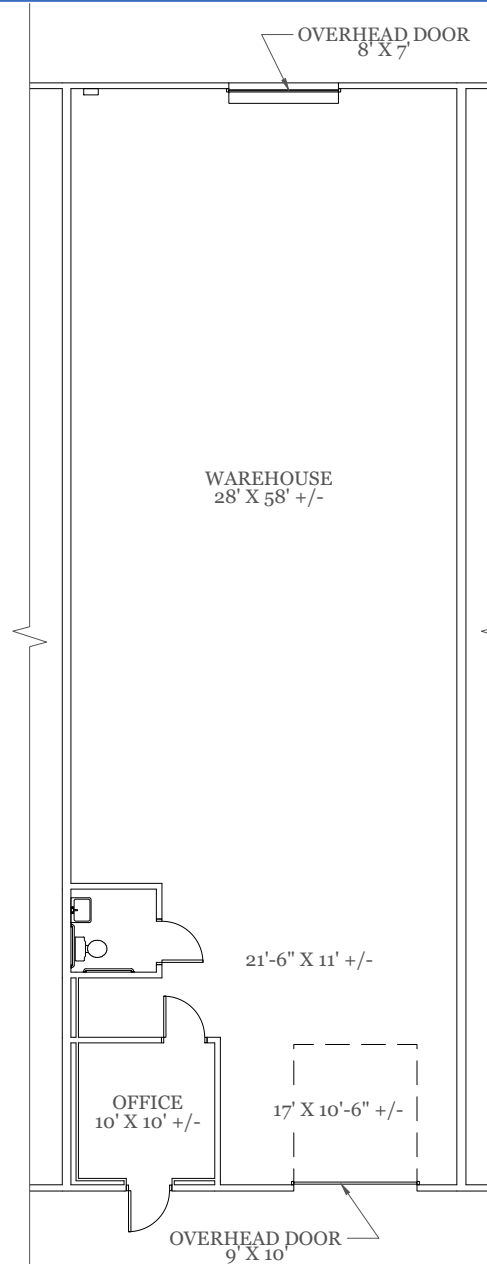 OVERHEAD DOOR
8' X 7'
WAREHOUSE
28' X 58' +/-
21'-6" X 11' +/-
OFFICE
10' X 10' +/-
17' X 10'-6" +/-
OVERHEAD DOOR
9' X 10'